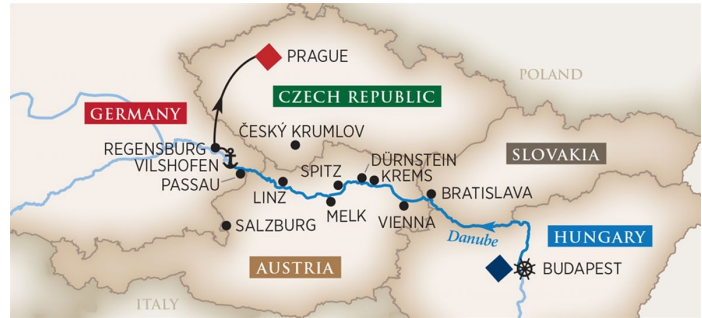 PRAGUE
POLAND
CZECH REPUBLIC
GERMANY
ČESKÝ KRUMLOV
REGENSBURG
VILSHOFEN
PASSAU
SLOVAKIA
DÜRNSTEIN
SPITZ
KREMS
LINZ
BRATISLAVA
MELK
SALZBURG
VIENNA
Danube
HUNGARY
AUSTRIA
BUDAPEST
ITALY